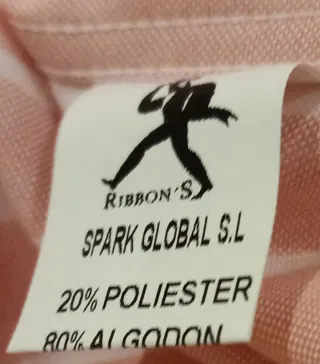 RIBBON'S
SPARK GLOBAL S.L
20% POLIESTER
80% ALGODON